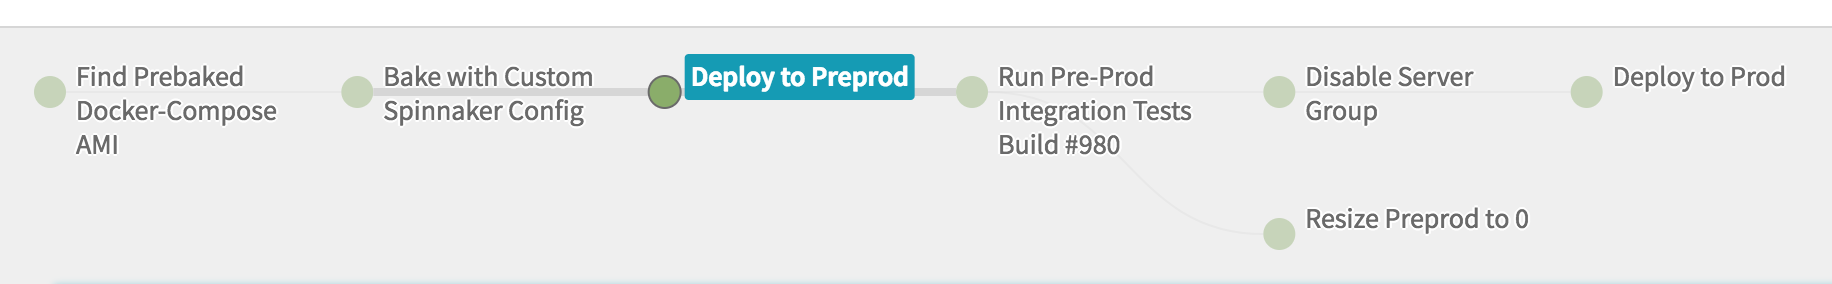 Find Prebaked
Docker-Compose
AMI
Bake with Custom
Spinnaker Config
Deploy to Preprod
Run Pre-Prod
Integration Tests
Build #980
Disable Server
Group
Deploy to Prod
Resize Preprod to 0